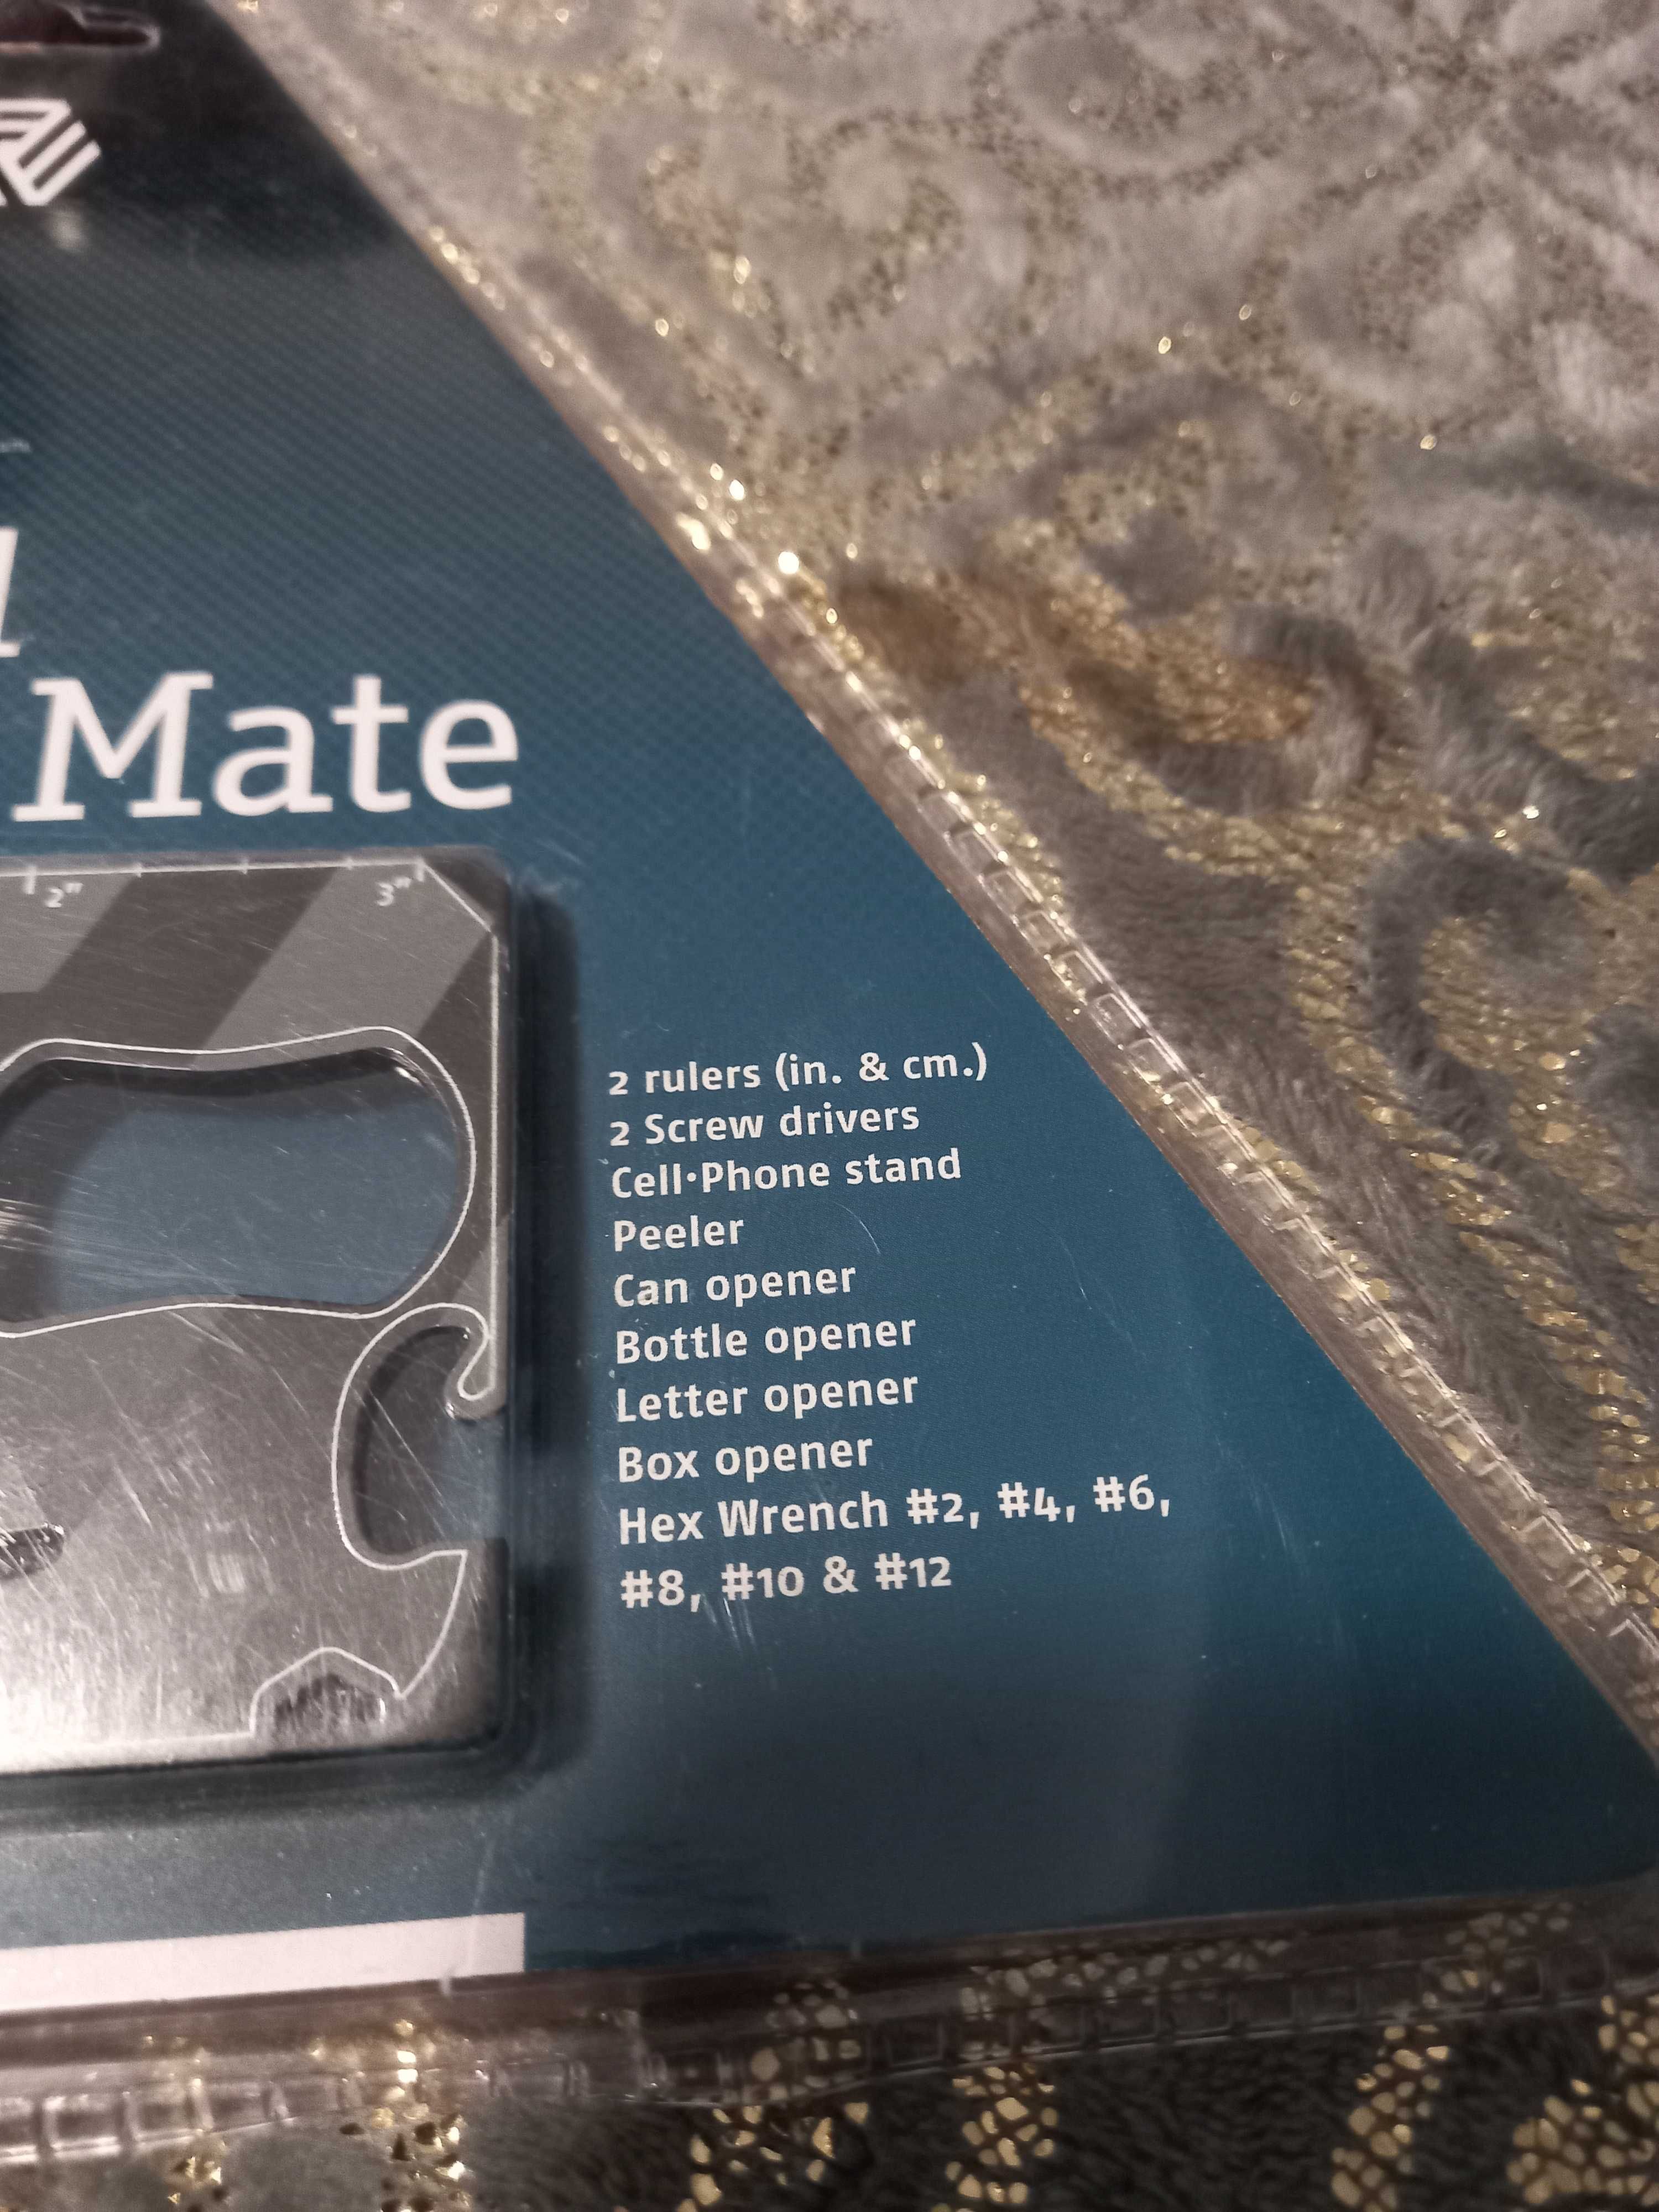 Mate
2" 3"
2 rulers (in. & cm.)
2 Screw drivers
Cell·Phone stand
Peeler
Can opener
Bottle opener
Letter opener
Box opener
Hex Wrench #2, #4, #6,
#8, #10 & #12